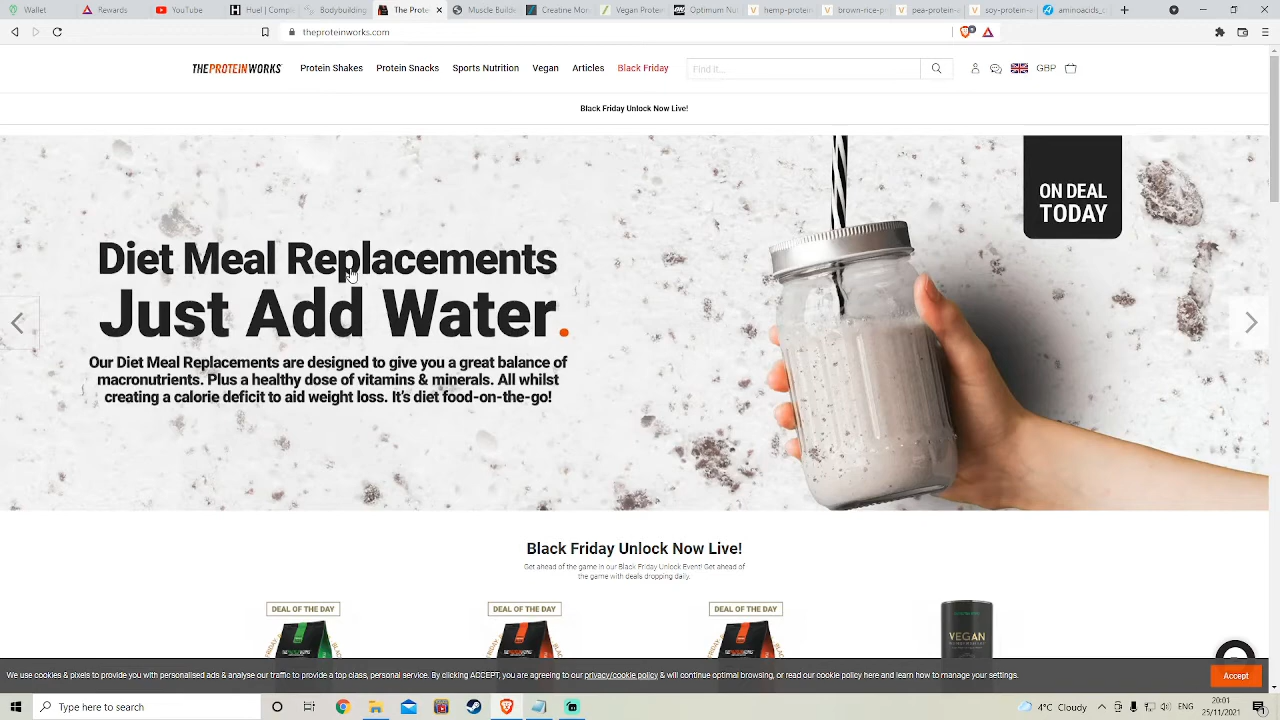 Wallet
YouTube
Huel | Comp
Bodybuilding
The Prote
Muscle Builde
Creatine Mon
Vegan Protei
Optimum Nu
hemp-protein
brown-rice-pr
pea-protein-
soy-protein-
aminoacids_c
theproteinworks.com
THEPROTEINWORKS
Protein Shakes
Protein Snacks
Sports Nutrition
Vegan
Articles
Black Friday
Find it...
GBP
Black Friday Unlock Now Live!
ON DEAL
TODAY
Diet Meal Replacements
Just Add Water.
Our Diet Meal Replacements are designed to give you a great balance of
macronutrients. Plus a healthy dose of vitamins & minerals. All whilst
creating a calorie deficit to aid weight loss. It's diet food-on-the-go!
Black Friday Unlock Now Live!
Get ahead of the game in our Black Friday Unlock Event! Get ahead of
the game with deals dropping daily.
DEAL OF THE DAY
DEAL OF THE DAY
DEAL OF THE DAY
VEGAN
We use cookies & pixels to provide you with personalised ads & analyse our traffic to provide top class, personal service. By clicking ACCEPT you are agreeing to our privacy/cookie policy & will continue optimal browsing, or read our cookie policy here and learn how to manage your settings.
Accept
Type here to search
4°C Cloudy
ENG
20:01
25/11/2021